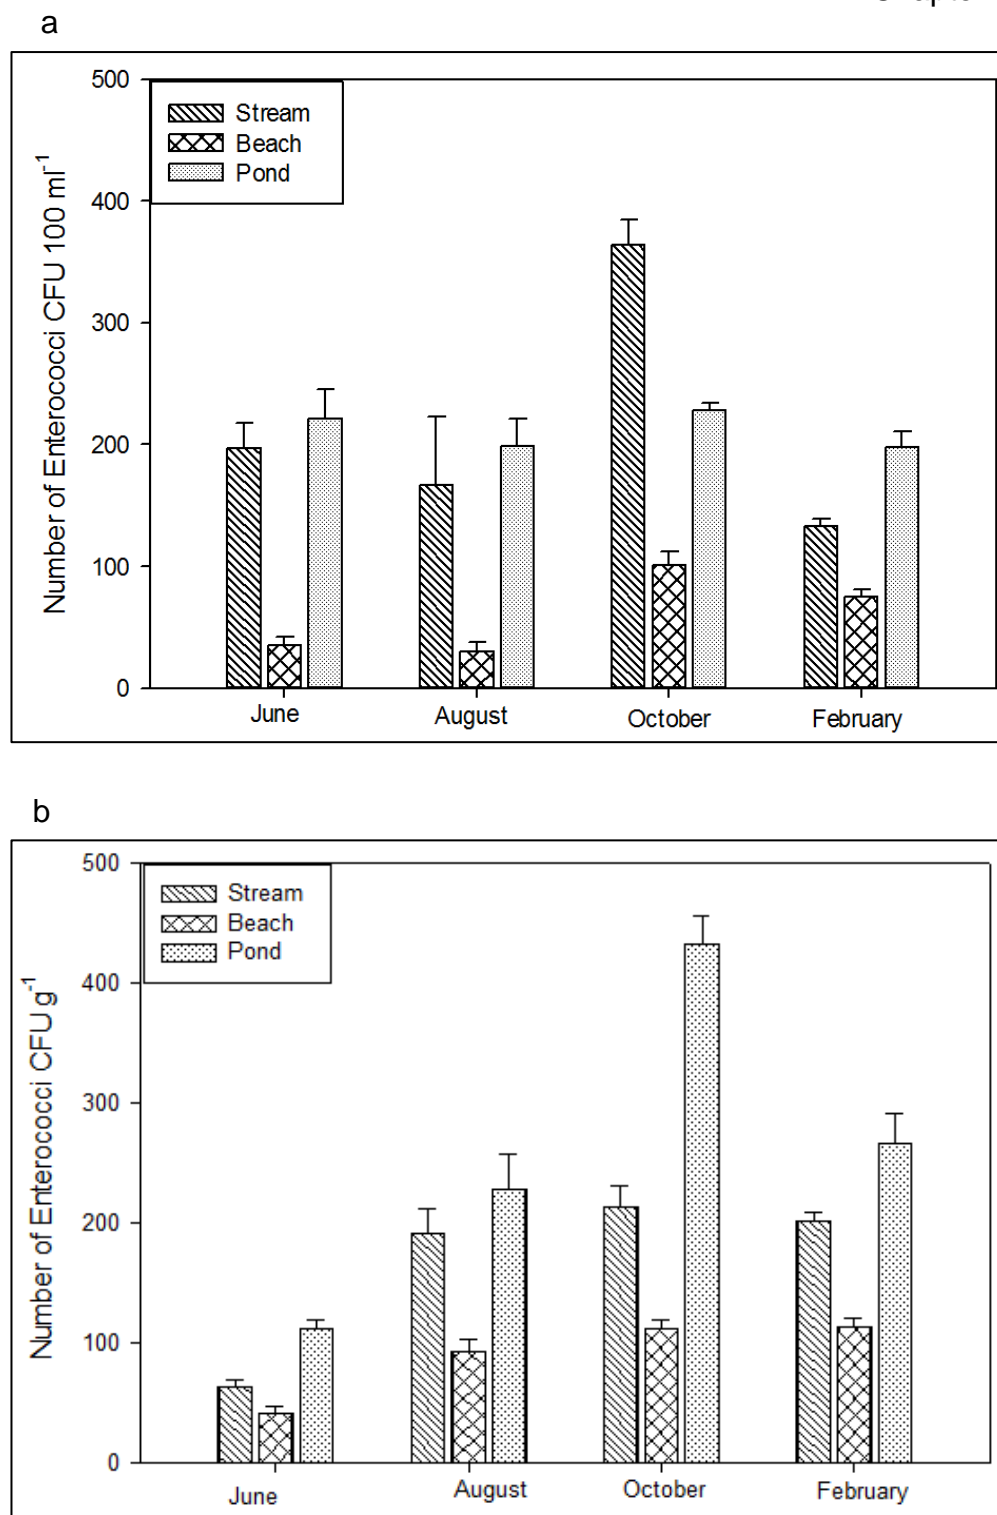 a
500
400
300
200
100
0
Number of Enterococci CFU 100 ml⁻¹
Stream
Beach
Pond
June August October February
b
500
400
300
200
100
0
Number of Enterococci CFU g⁻¹
Stream
Beach
Pond
June August October February